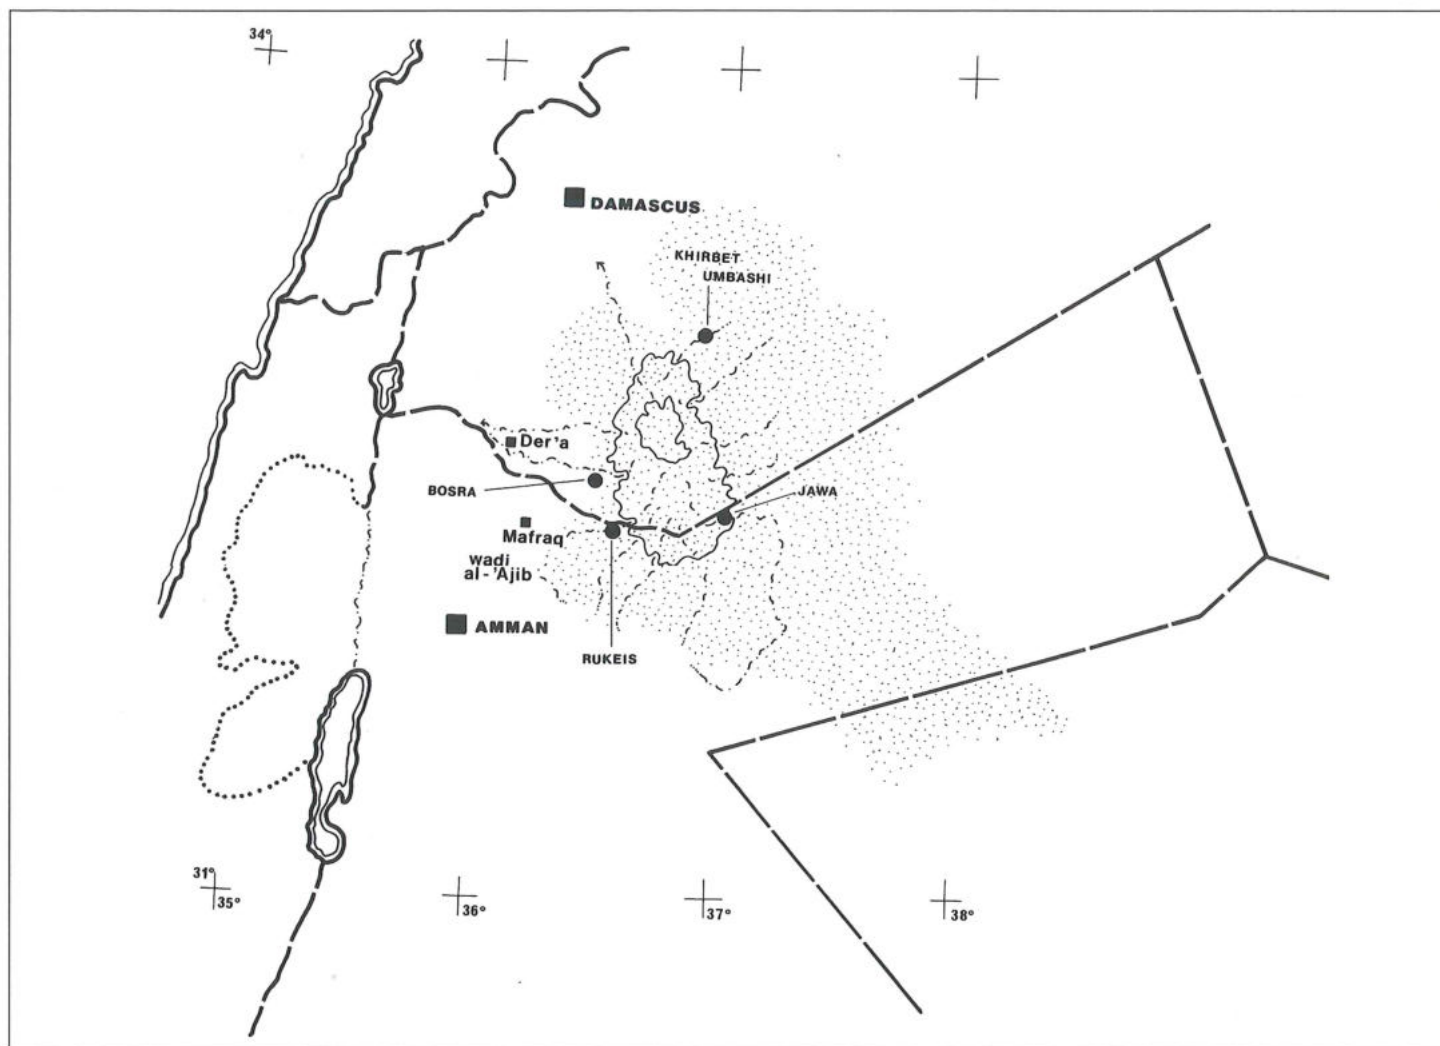 34°
DAMASCUS
KHIRBET
UMBASHI
Der'a
BOSRA
JAWA
Mafraq
wadi
al-'Ajib
AMMAN
RUKEIS
31°
35°
36°
37°
38°